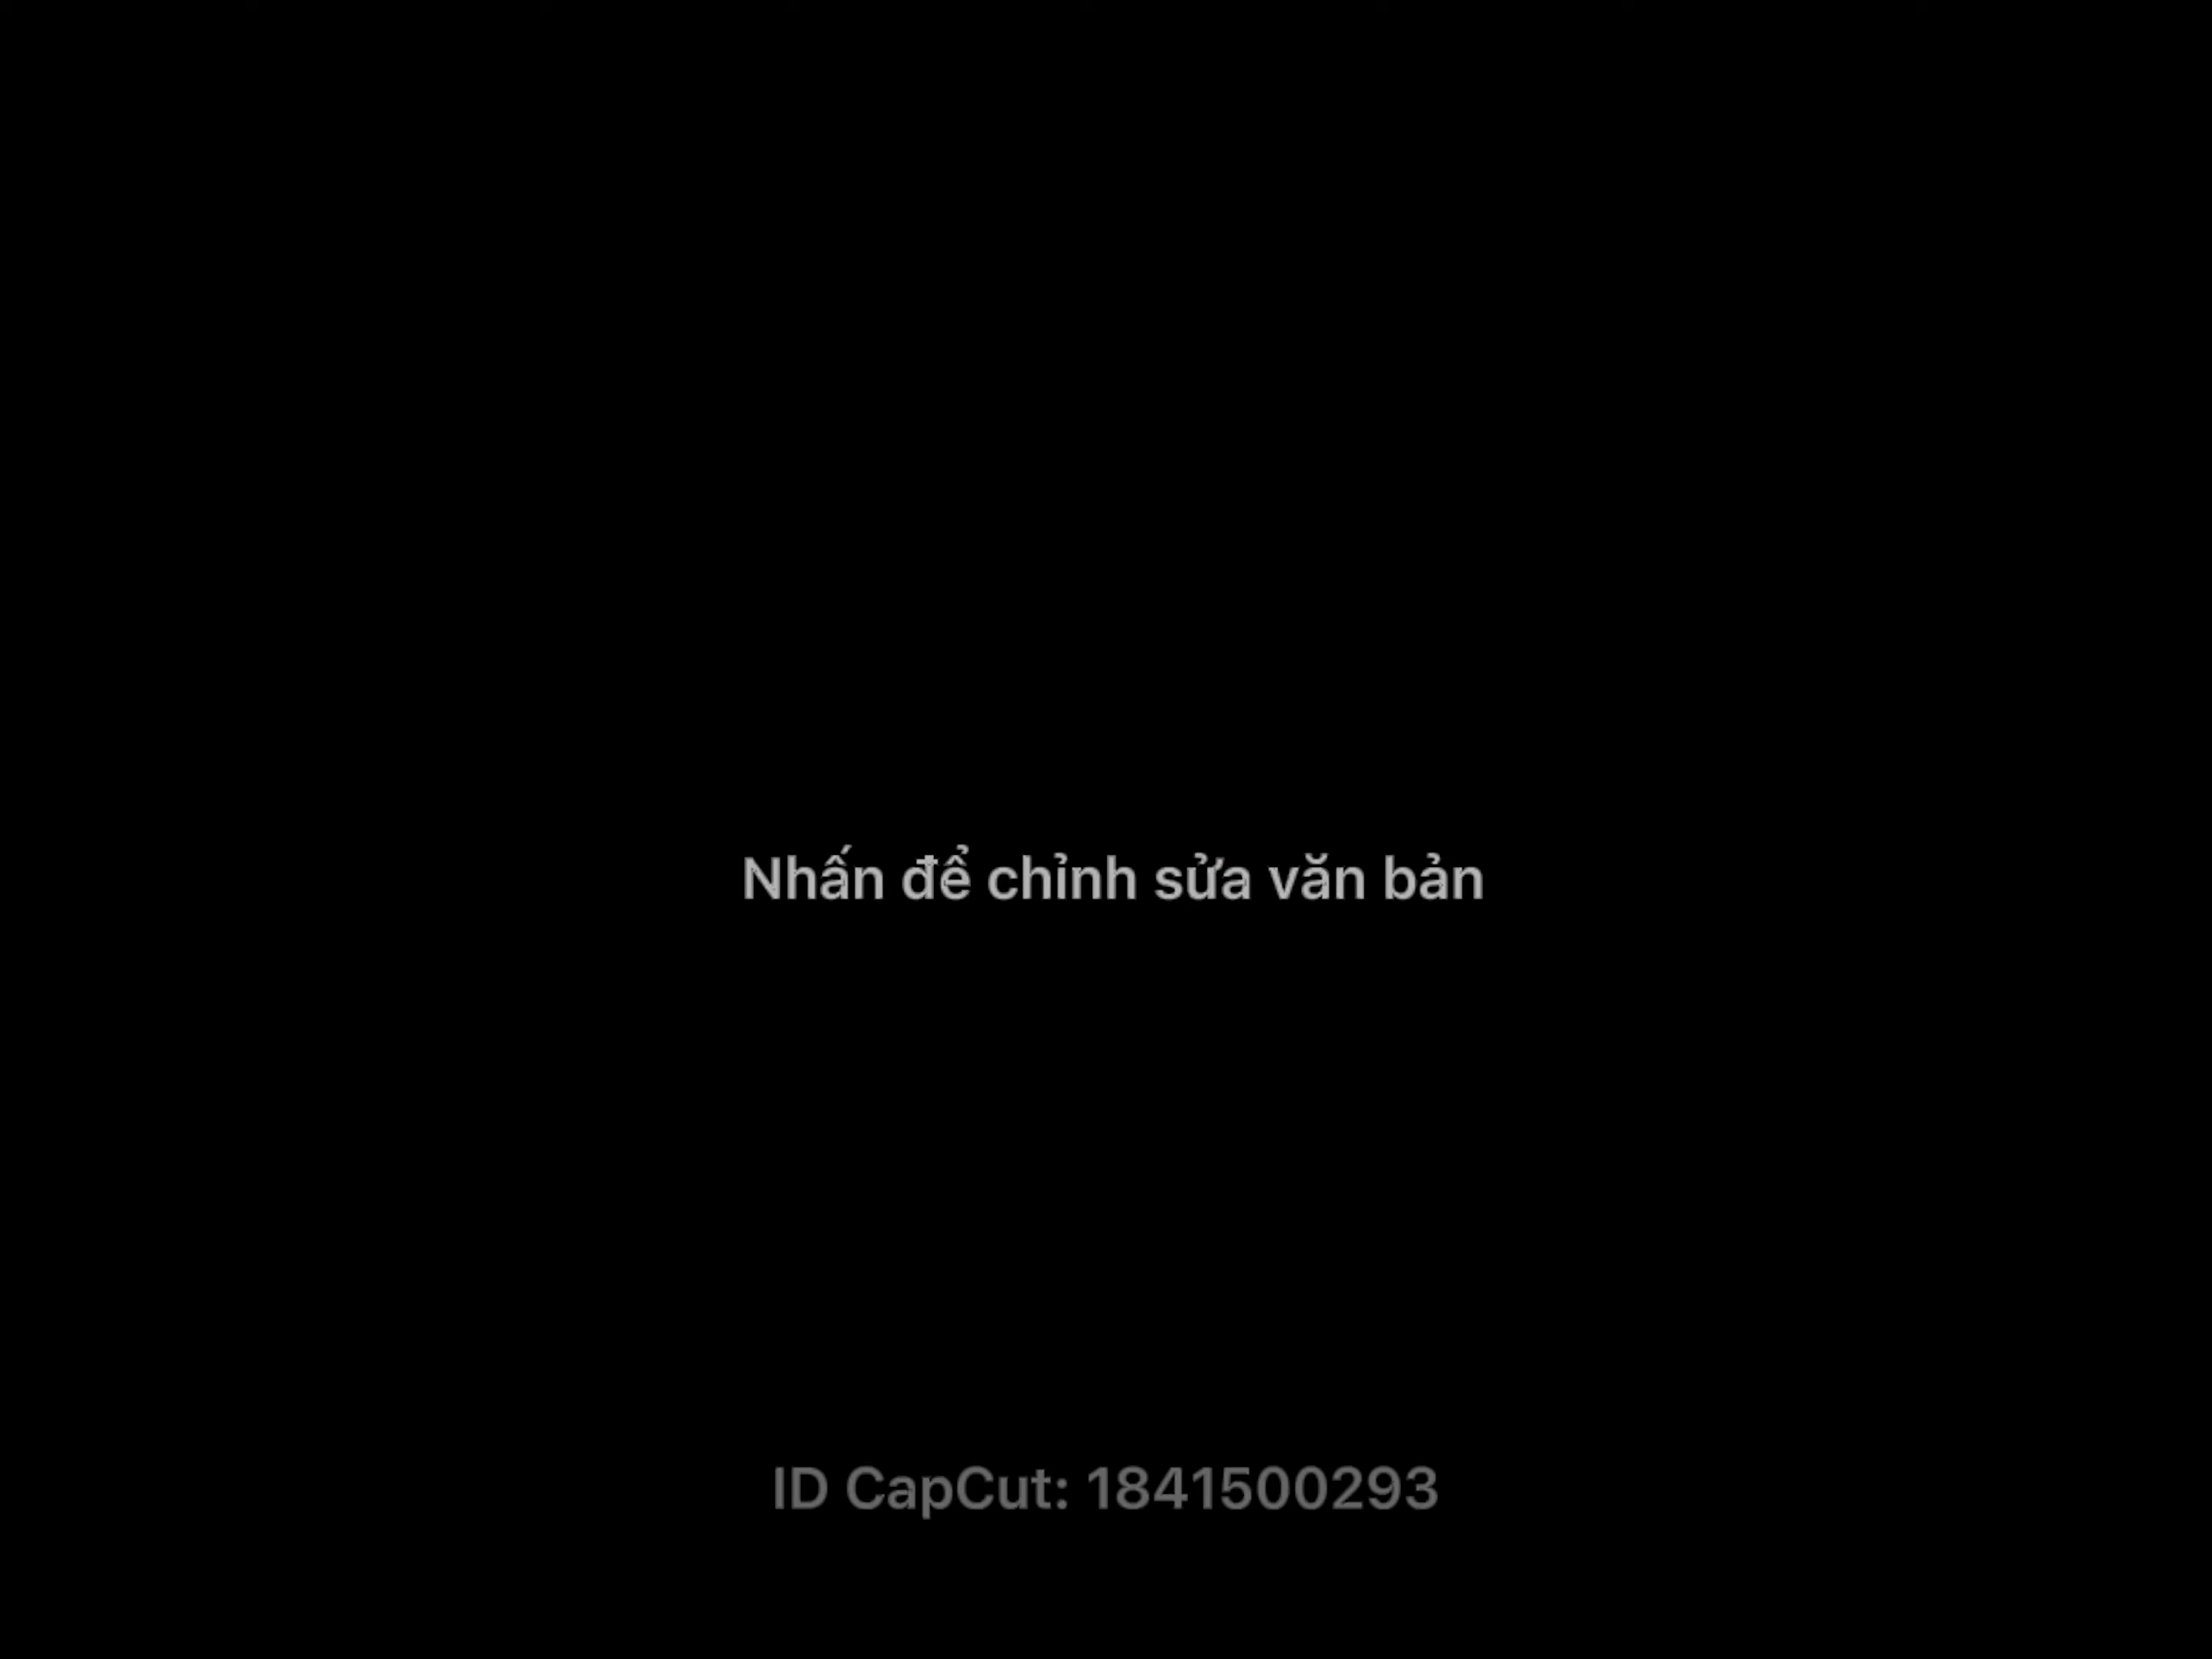 Nhấn để chỉnh sửa văn bản
ID CapCut: 1841500293